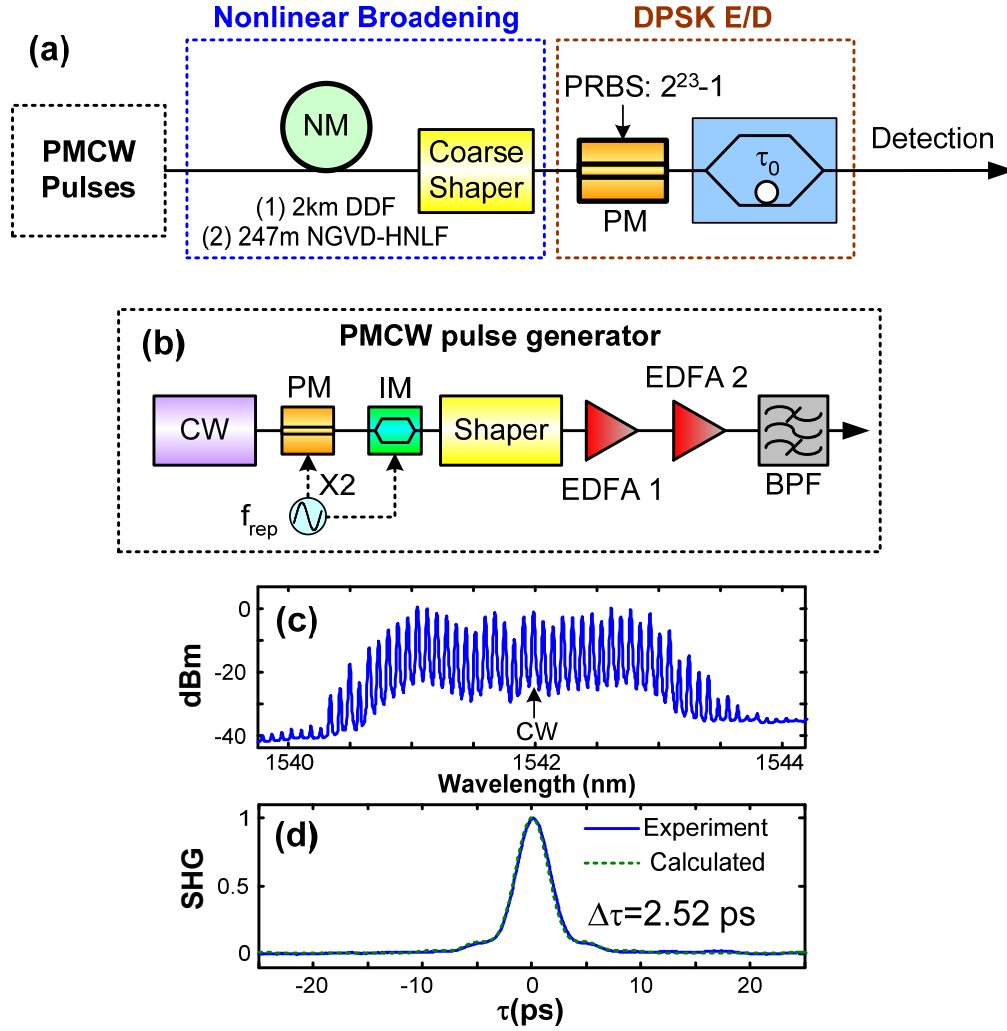 Nonlinear Broadening
DPSK E/D
(a)
PMCW
Pulses
NM
(1) 2km DDF
(2) 247m NGVD-HNLF
Coarse
Shaper
PRBS: 2²³-1
PM
τ₀
Detection
(b)
PMCW pulse generator
CW
PM
IM
Shaper
EDFA 1
EDFA 2
BPF
X2
f_rep
(c)
dBm
0
-20
-40
CW
1540
1542
1544
Wavelength (nm)
(d)
SHG
1
0.5
0
Experiment
Calculated
Δτ=2.52 ps
-20
-10
0
10
20
τ(ps)